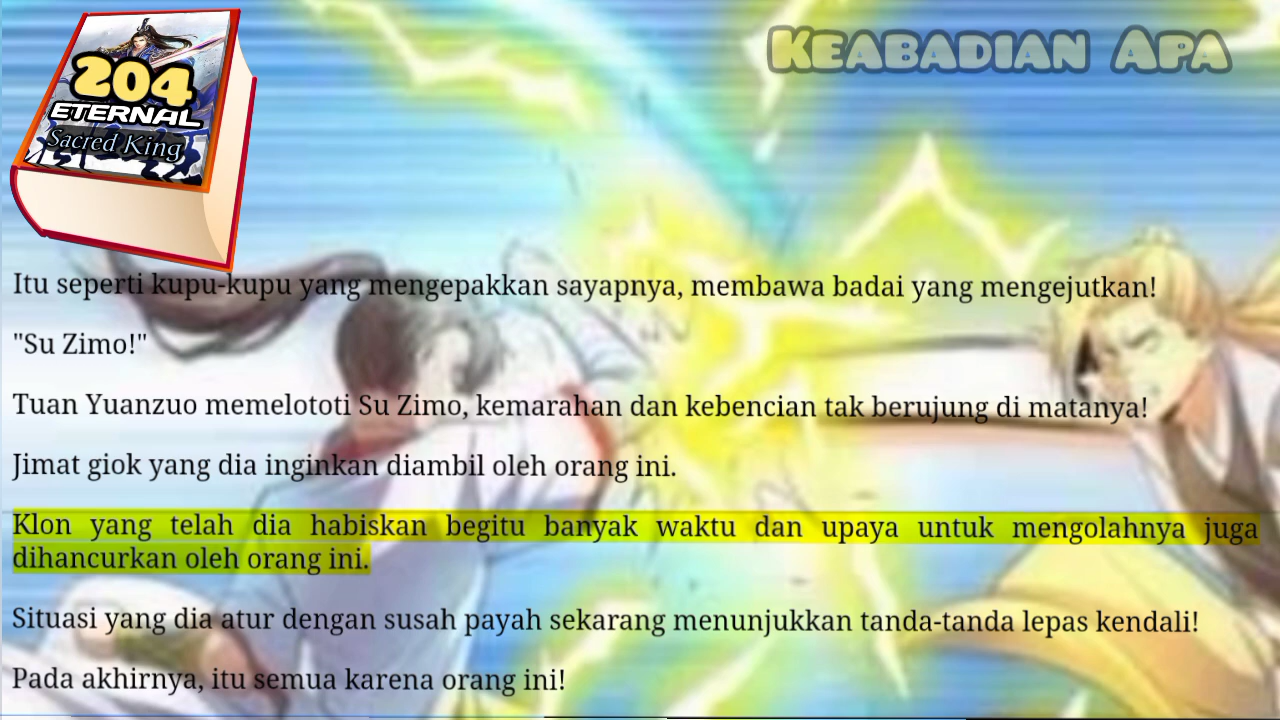 204
ETERNAL
Sacred King
KEABADIAN APA
Itu seperti kupu-kupu yang mengepakkan sayapnya, membawa badai yang mengejutkan!
"Su Zimo!"
Tuan Yuanzuo memelototi Su Zimo, kemarahan dan kebencian tak berujung di matanya!
Jimat giok yang dia inginkan diambil oleh orang ini.
Klon yang telah dia habiskan begitu banyak waktu dan upaya untuk mengolahnya juga
dihancurkan oleh orang ini.
Situasi yang dia atur dengan susah payah sekarang menunjukkan tanda-tanda lepas kendali!
Pada akhirnya, itu semua karena orang ini!